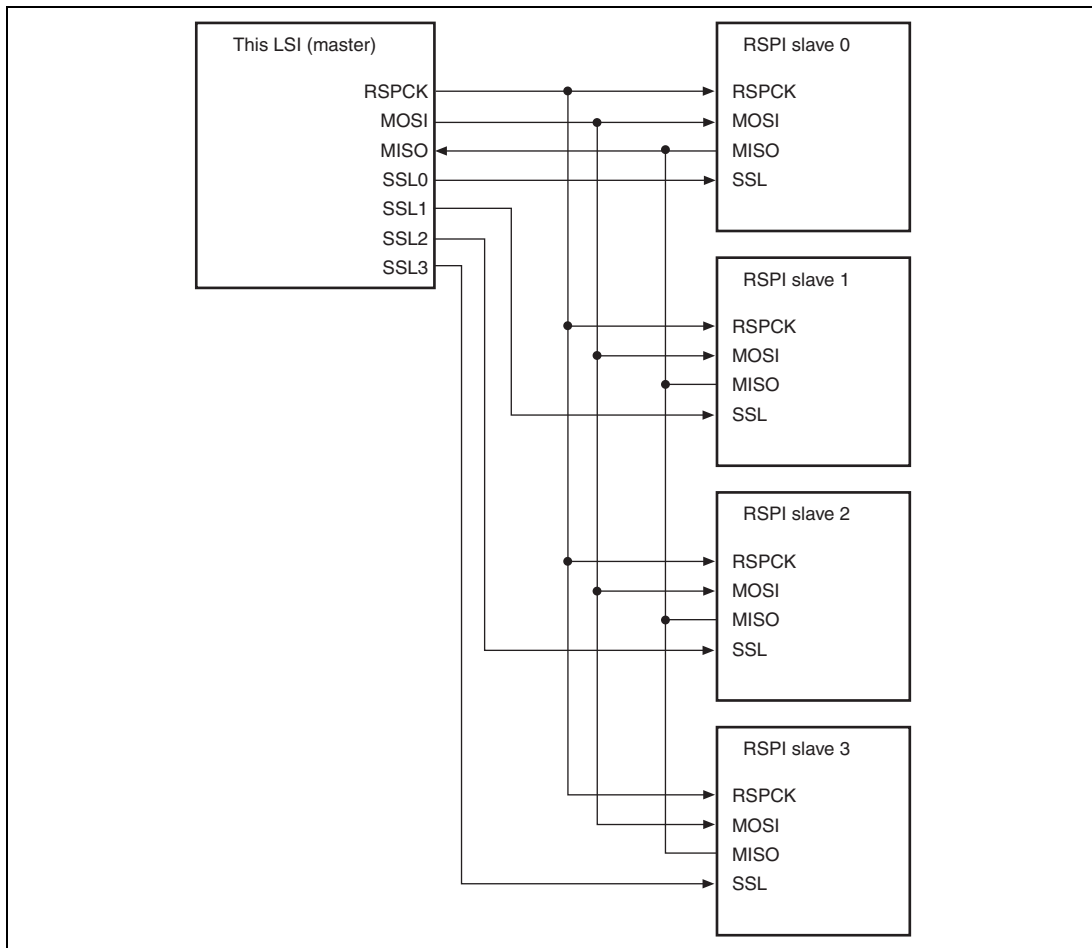 This LSI (master)
RSPCK
MOSI
MISO
SSL0
SSL1
SSL2
SSL3
RSPI slave 0
RSPCK
MOSI
MISO
SSL
RSPI slave 1
RSPCK
MOSI
MISO
SSL
RSPI slave 2
RSPCK
MOSI
MISO
SSL
RSPI slave 3
RSPCK
MOSI
MISO
SSL